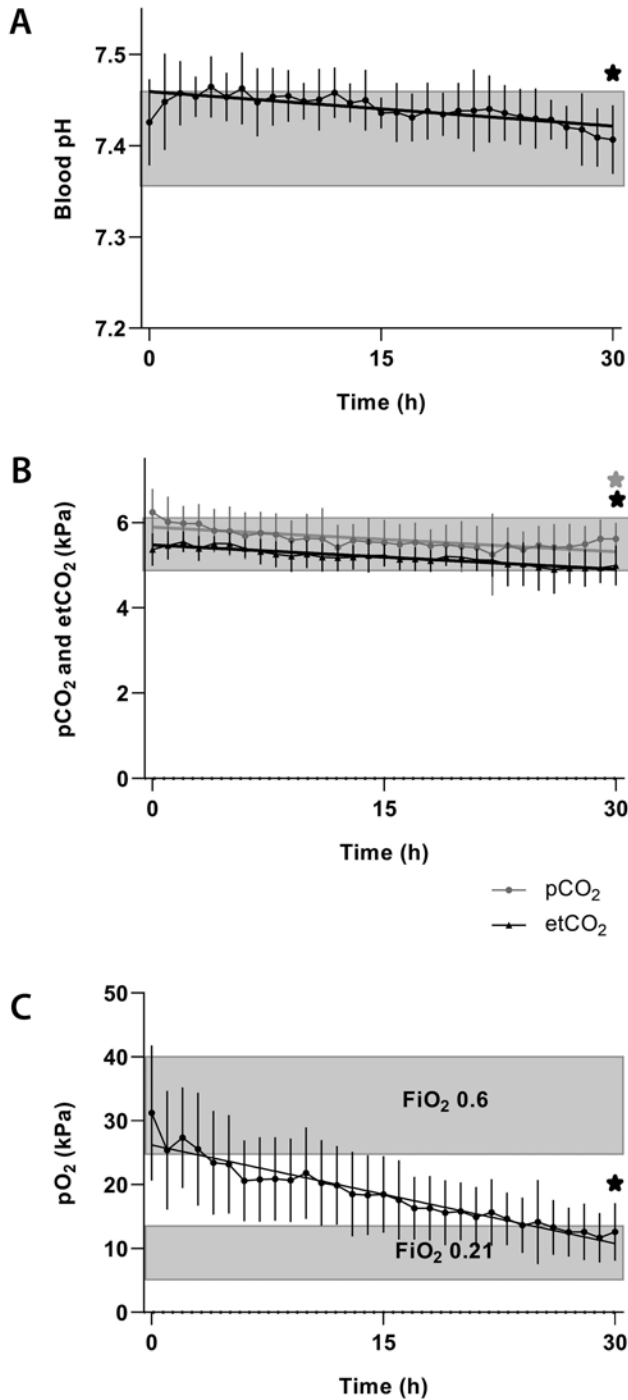 A
7.5
7.4
7.3
7.2
Blood pH
0 15 30
Time (h)
B
6
4
2
0
pCO₂ and etCO₂ (kPa)
0 15 30
Time (h)
pCO₂
etCO₂
C
50
40
30
20
10
0
pO₂ (kPa)
FiO₂ 0.6
FiO₂ 0.21
0 15 30
Time (h)